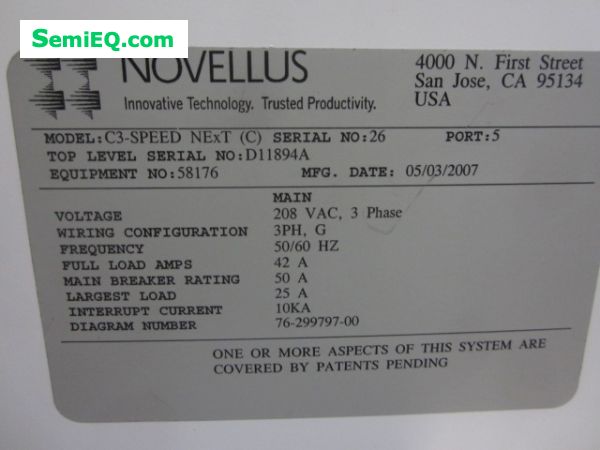 SemiEQ.com
NOVELLUS
Innovative Technology. Trusted Productivity.
4000 N. First Street
San Jose, CA 95134
USA
MODEL:C3-SPEED NExT (C) SERIAL NO:26 PORT:5
TOP LEVEL SERIAL NO:D11894A
EQUIPMENT NO:58176 MFG. DATE: 05/03/2007
MAIN
VOLTAGE 208 VAC, 3 Phase
WIRING CONFIGURATION 3PH, G
FREQUENCY 50/60 HZ
FULL LOAD AMPS 42 A
MAIN BREAKER RATING 50 A
LARGEST LOAD 25 A
INTERRUPT CURRENT 10KA
DIAGRAM NUMBER 76-299797-00
ONE OR MORE ASPECTS OF THIS SYSTEM ARE
COVERED BY PATENTS PENDING